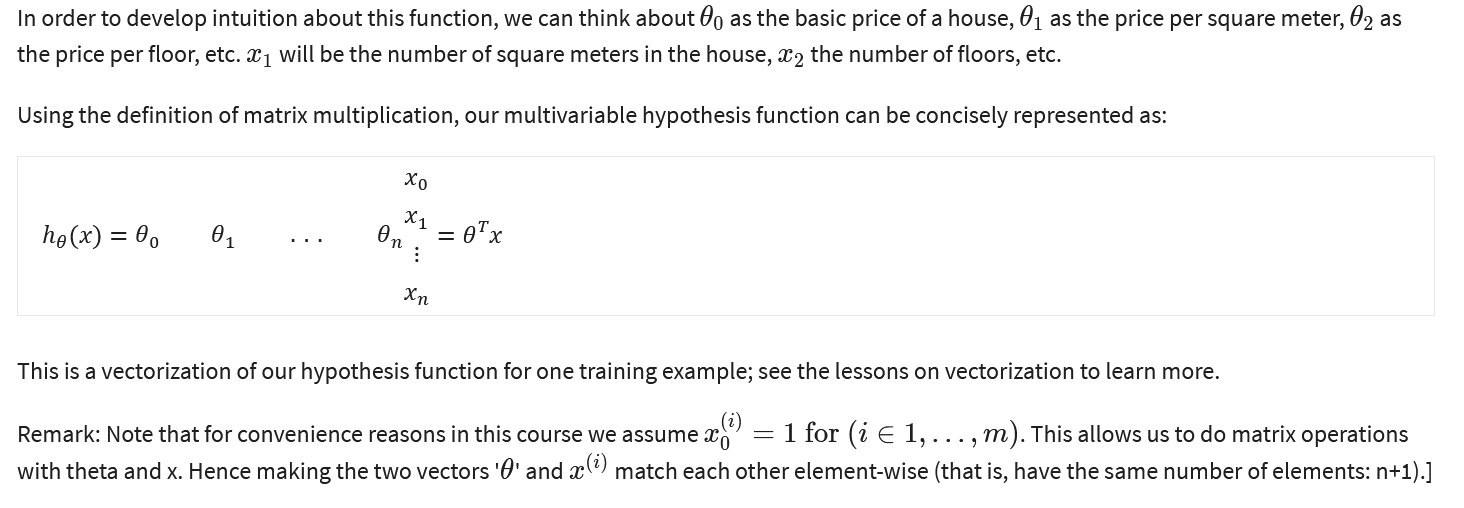 In order to develop intuition about this function, we can think about θ₀ as the basic price of a house, θ₁ as the price per square meter, θ₂ as
the price per floor, etc. x₁ will be the number of square meters in the house, x₂ the number of floors, etc.
Using the definition of matrix multiplication, our multivariable hypothesis function can be concisely represented as:
h_θ(x) = θ₀ θ₁ . . . θₙ x₀ x₁ ⋮ xₙ = θᵀx
This is a vectorization of our hypothesis function for one training example; see the lessons on vectorization to learn more.
Remark: Note that for convenience reasons in this course we assume x₀⁽ⁱ⁾ = 1 for (i ∈ 1, . . . , m). This allows us to do matrix operations
with theta and x. Hence making the two vectors 'θ' and x⁽ⁱ⁾ match each other element-wise (that is, have the same number of elements: n+1).]